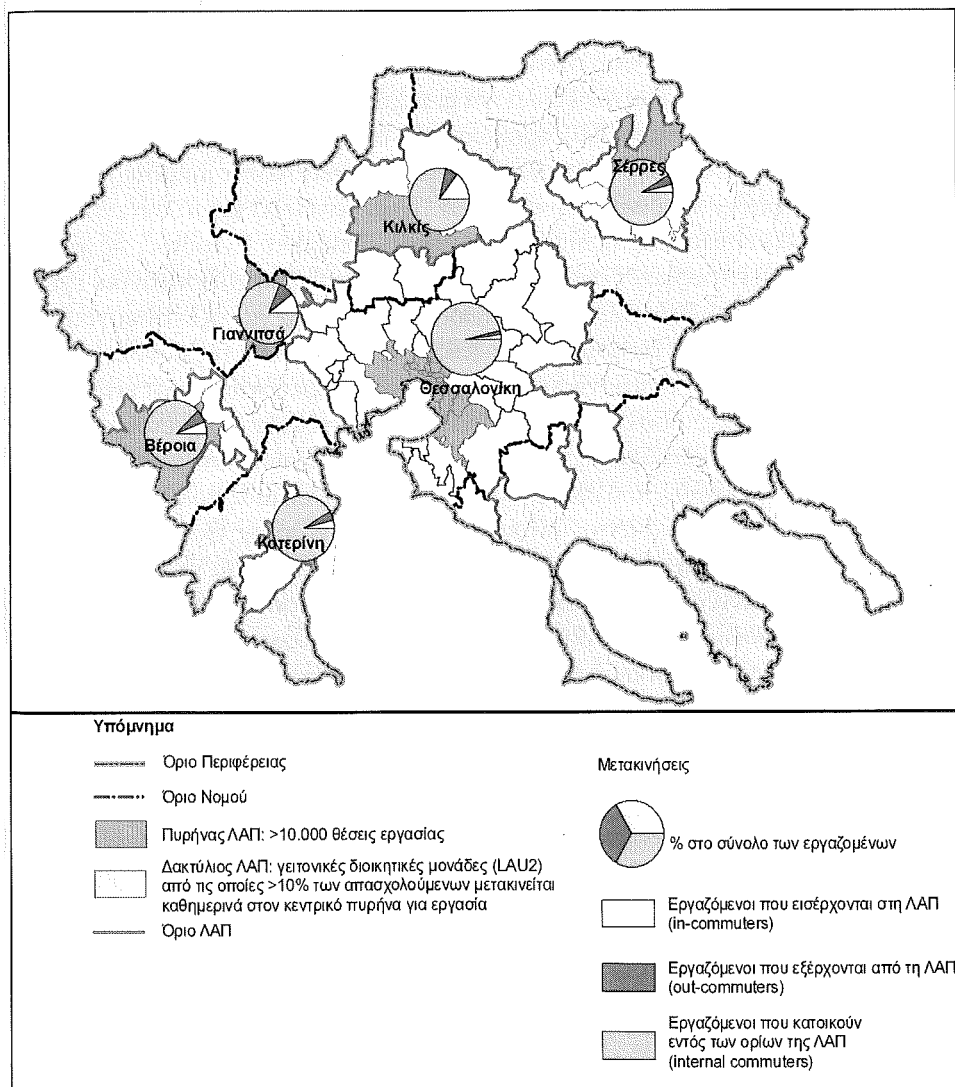 Σέρρες
Κιλκίς
Γιαννιτσά
Θεσσαλονίκη
Βέροια
Κατερίνη
Υπόμνημα
Όριο Περιφέρειας
Όριο Νομού
Πυρήνας ΛΑΠ: >10.000 θέσεις εργασίας
Δακτύλιος ΛΑΠ: γειτονικές διοικητικές μονάδες (LAU2)
από τις οποίες >10% των απασχολούμενων μετακινείται
καθημερινά στον κεντρικό πυρήνα για εργασία
Όριο ΛΑΠ
Μετακινήσεις
% στο σύνολο των εργαζομένων
Εργαζόμενοι που εισέρχονται στη ΛΑΠ
(in-commuters)
Εργαζόμενοι που εξέρχονται από τη ΛΑΠ
(out-commuters)
Εργαζόμενοι που κατοικούν
εντός των ορίων της ΛΑΠ
(internal commuters)